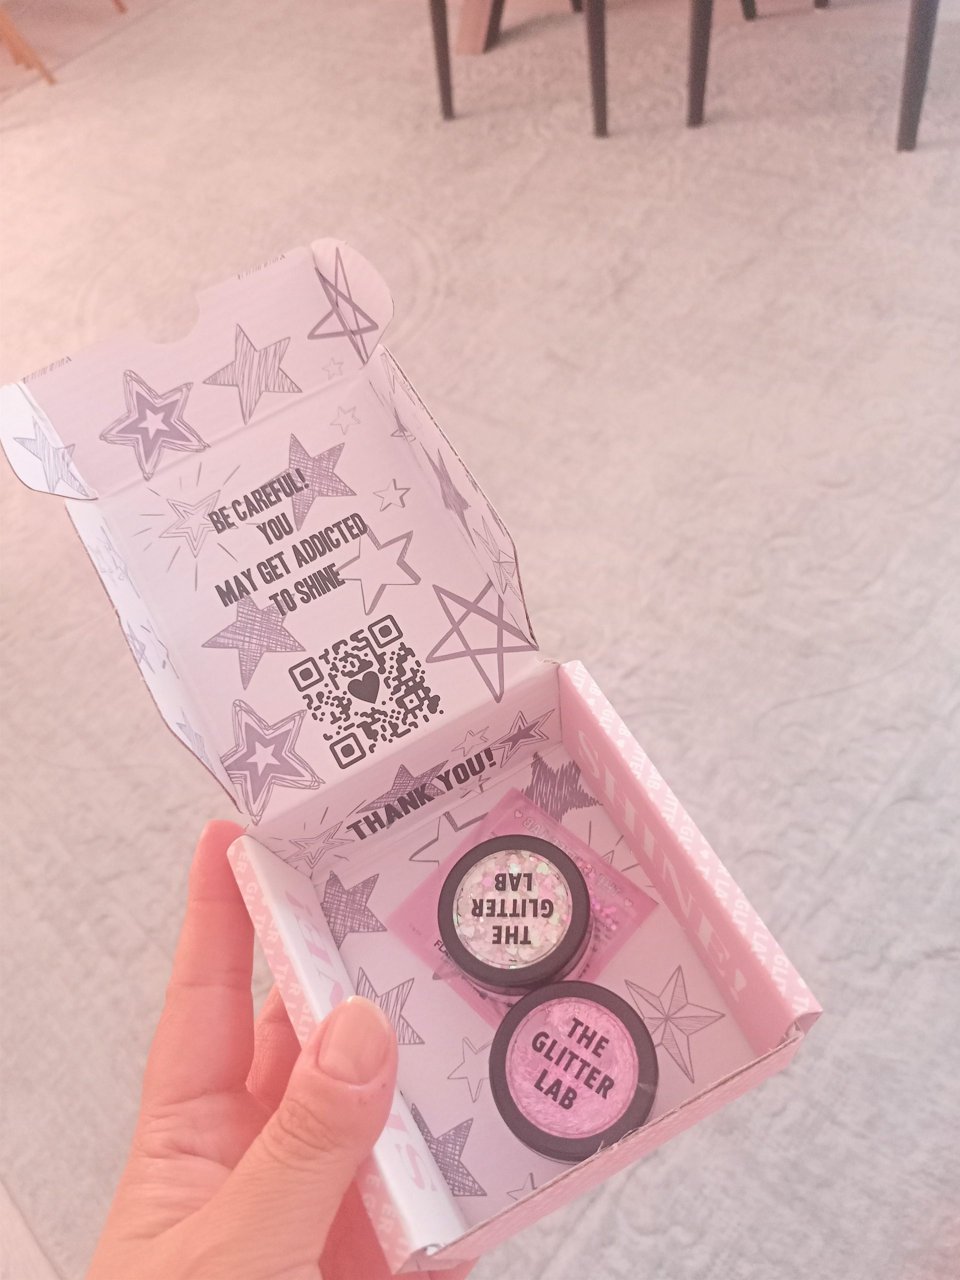 BE CAREFUL!
YOU
MAY GET ADDICTED
TO SHINE
THANK YOU!
SHINE!
THE
GLITTER
LAB
THE
GLITTER
LAB